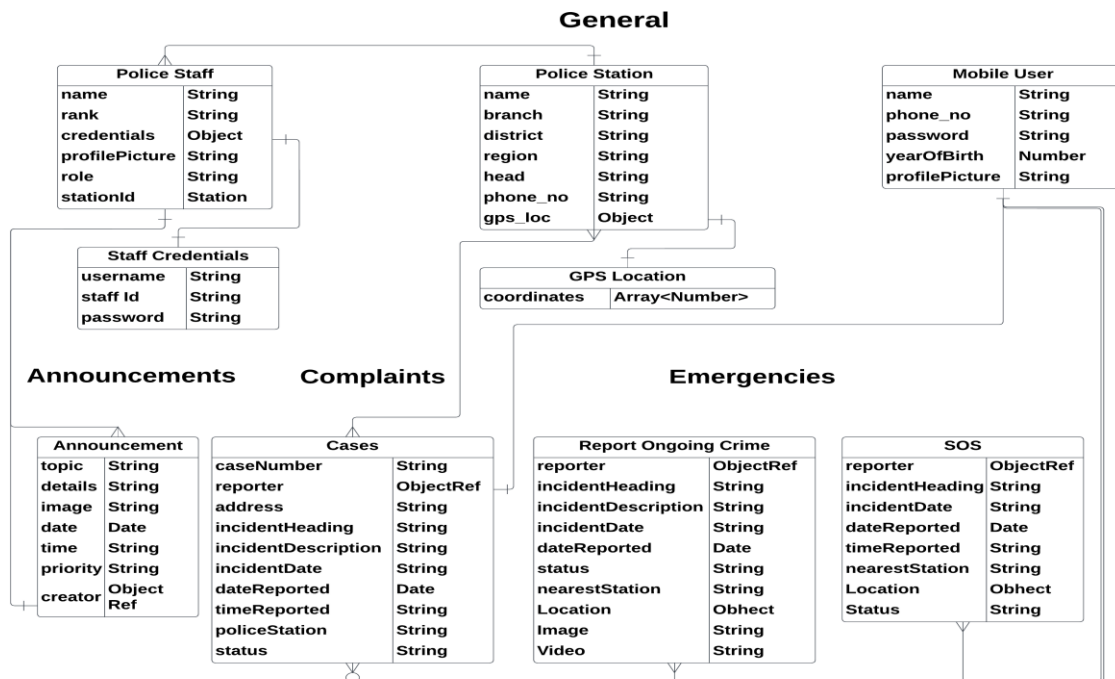 General
Police Staff
name String
rank String
credentials Object
profilePicture String
role String
stationId Station
Police Station
name String
branch String
district String
region String
head String
phone_no String
gps_loc Object
Mobile User
name String
phone_no String
password String
yearOfBirth Number
profilePicture String
Staff Credentials
username String
staff Id String
password String
GPS Location
coordinates Array<Number>
Announcements
Complaints
Emergencies
Announcement
topic String
details String
image String
date Date
time String
priority String
creator Object
Ref
Cases
caseNumber String
reporter ObjectRef
address String
incidentHeading String
incidentDescription String
incidentDate String
dateReported Date
timeReported String
policeStation String
status String
Report Ongoing Crime
reporter ObjectRef
incidentHeading String
incidentDescription String
incidentDate String
dateReported Date
status String
nearestStation String
Location Obhect
Image String
Video String
SOS
reporter ObjectRef
incidentHeading String
incidentDate String
dateReported Date
timeReported String
nearestStation String
Location Obhect
Status String